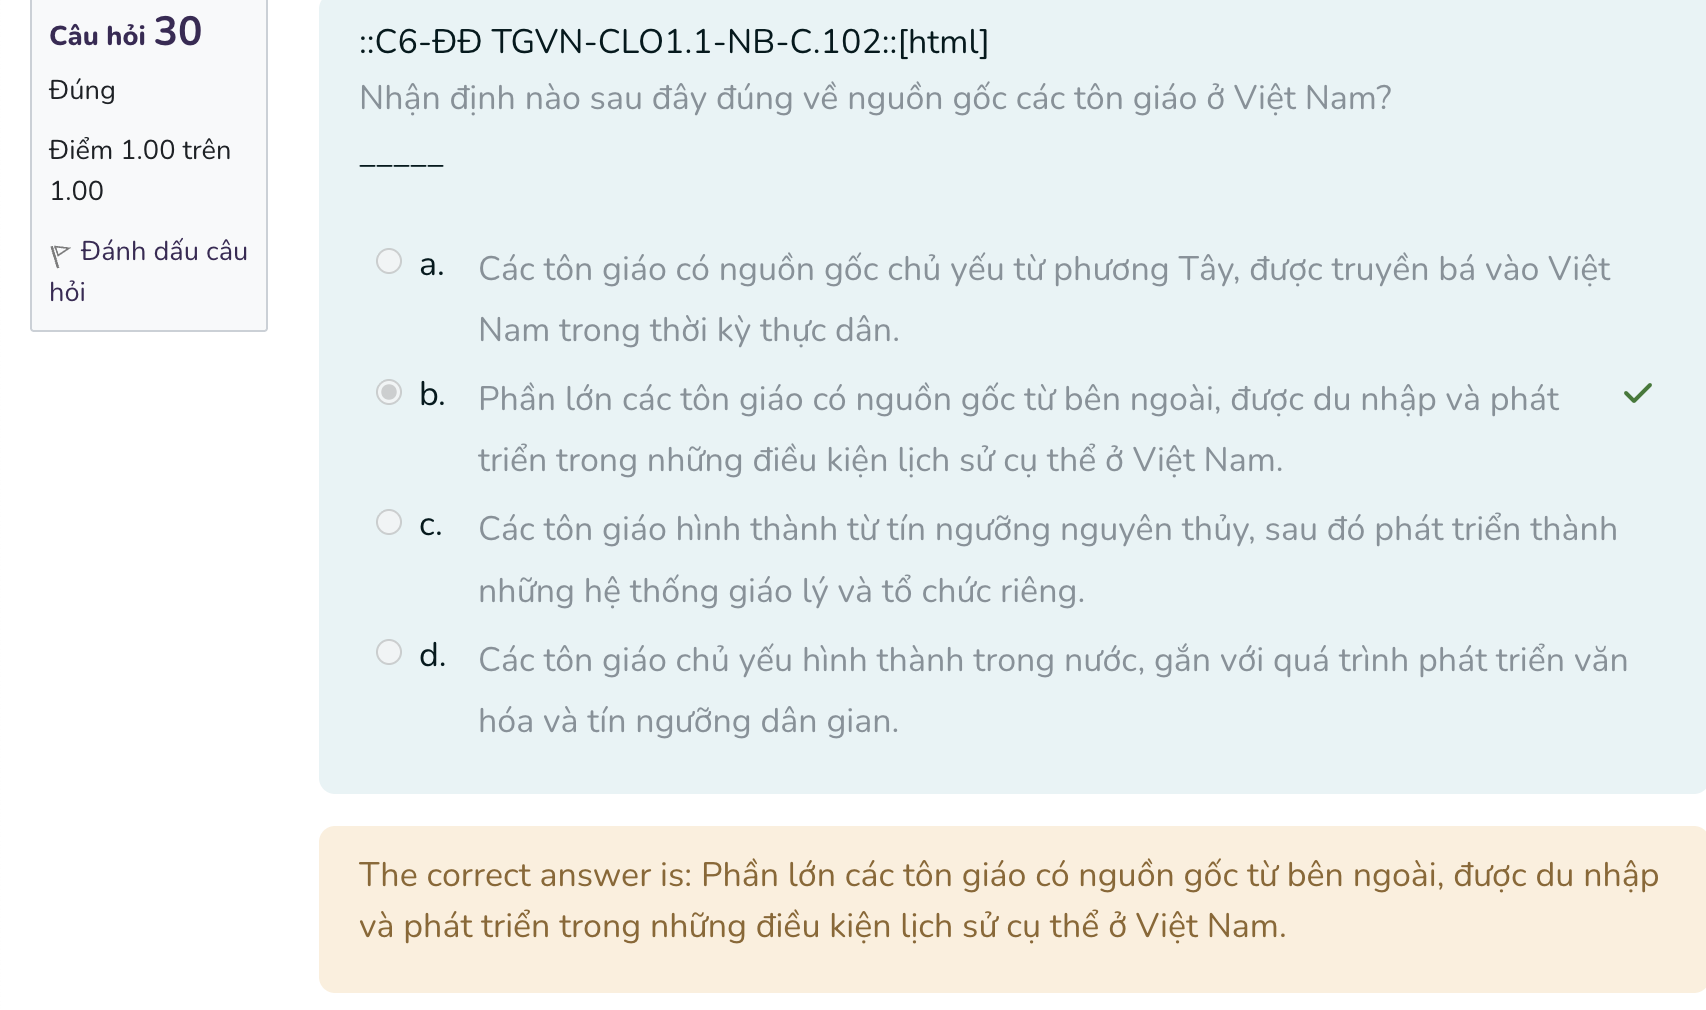 Câu hỏi 30
Đúng
Điểm 1.00 trên
1.00
Đánh dấu câu
hỏi
::C6-ĐĐ TGVN-CLO1.1-NB-C.102::[html]
Nhận định nào sau đây đúng về nguồn gốc các tôn giáo ở Việt Nam?
_____
a. Các tôn giáo có nguồn gốc chủ yếu từ phương Tây, được truyền bá vào Việt
Nam trong thời kỳ thực dân.
b. Phần lớn các tôn giáo có nguồn gốc từ bên ngoài, được du nhập và phát
triển trong những điều kiện lịch sử cụ thể ở Việt Nam.
c. Các tôn giáo hình thành từ tín ngưỡng nguyên thủy, sau đó phát triển thành
những hệ thống giáo lý và tổ chức riêng.
d. Các tôn giáo chủ yếu hình thành trong nước, gắn với quá trình phát triển văn
hóa và tín ngưỡng dân gian.
The correct answer is: Phần lớn các tôn giáo có nguồn gốc từ bên ngoài, được du nhập
và phát triển trong những điều kiện lịch sử cụ thể ở Việt Nam.